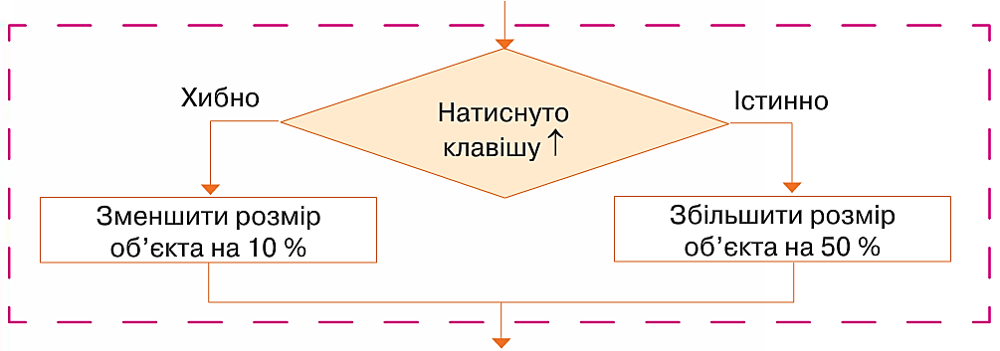 Хибно
Істинно
Натиснуто
клавішу ↑
Зменшити розмір
об’єкта на 10 %
Збільшити розмір
об’єкта на 50 %